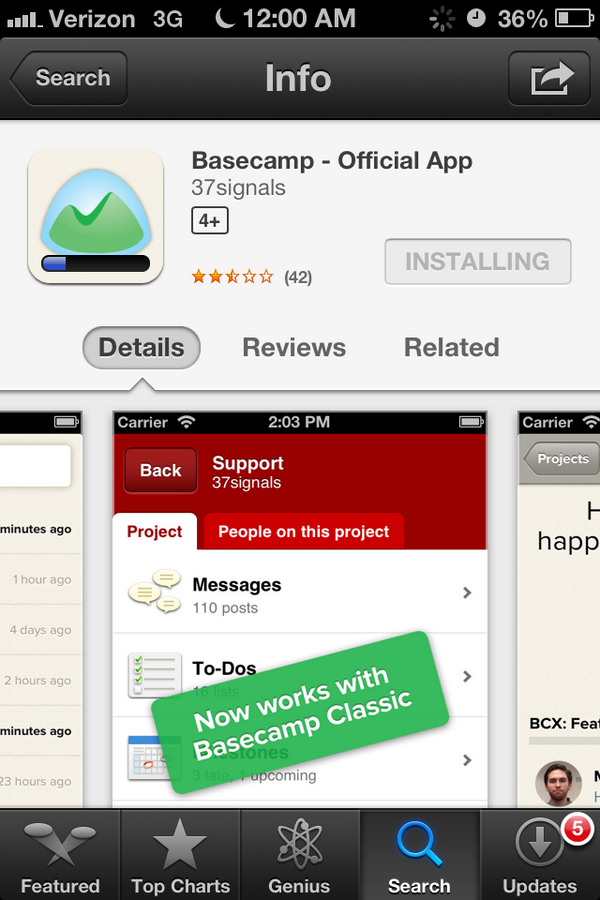 Verizon 3G 12:00 AM 36%
Search
Info
Basecamp - Official App
37signals
4+
(42)
INSTALLING
Details
Reviews
Related
minutes ago
1 hour ago
4 days ago
2 hours ago
minutes ago
23 hours ago
Carrier 2:03 PM
Back
Support
37signals
Project
People on this project
Messages
110 posts
To-Dos
16 lists
Now works with
Basecamp Classic
Milestones
3 late, 1 upcoming
Carrier
Projects
H
happ
BCX: Feat
M
H
Featured
Top Charts
Genius
Search
Updates
5